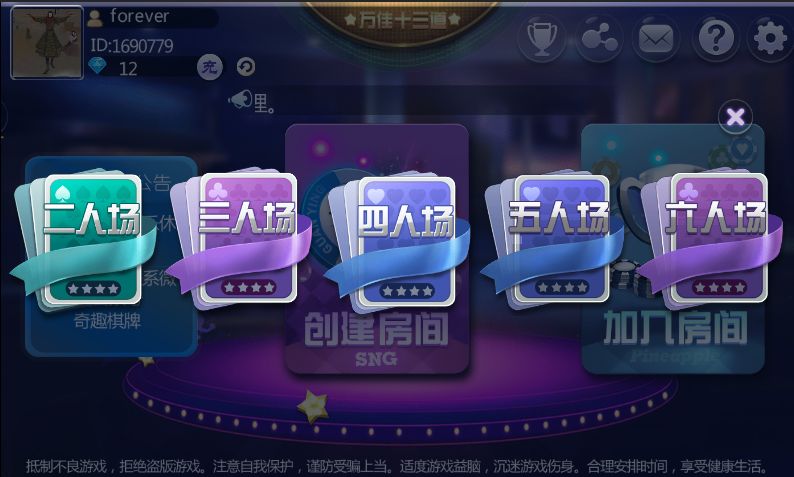 forever
万佳十三道
ID:1690779
12
充
里。
公告
休
二人场
三人场
四人场
五人场
六人场
系微
奇趣棋牌
创建房间
SNG
加入房间
Pineapple
抵制不良游戏，拒绝盗版游戏。注意自我保护，谨防受骗上当。适度游戏益脑，沉迷游戏伤身。合理安排时间，享受健康生活。